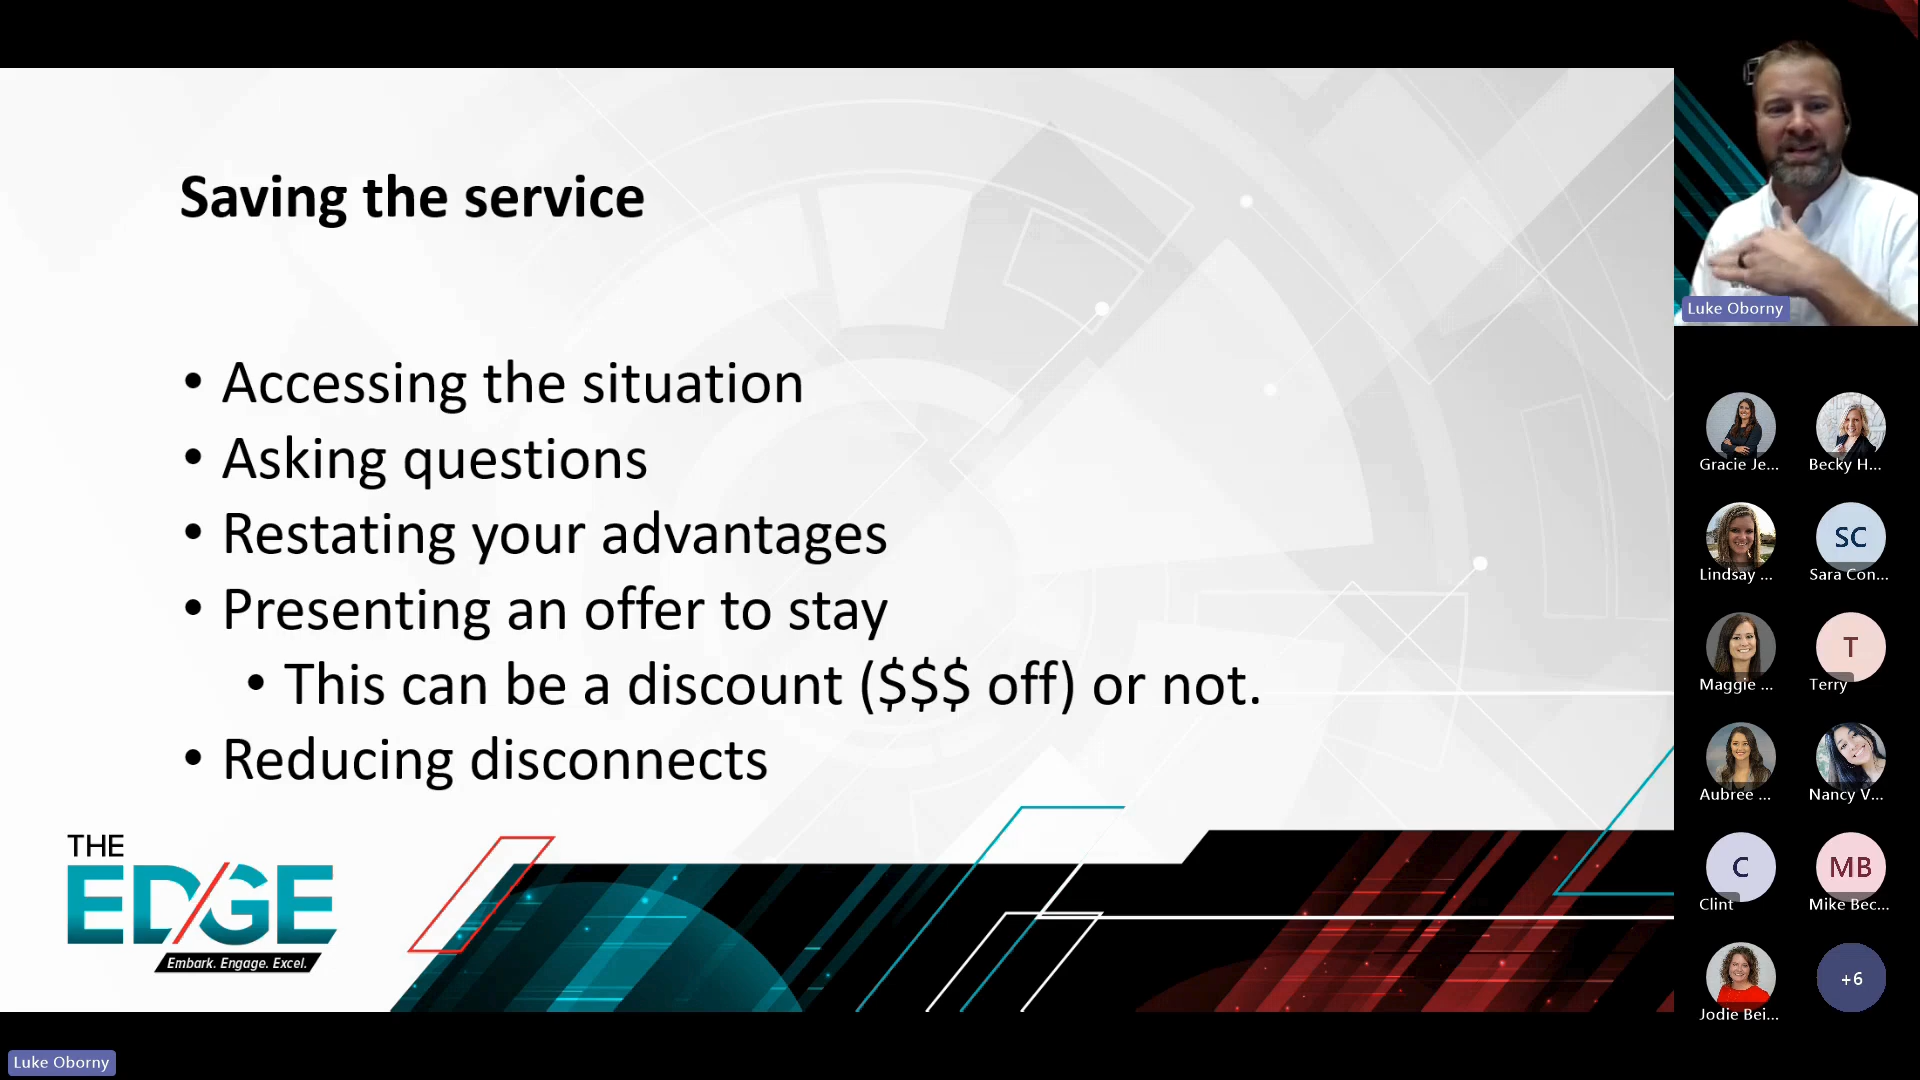 Saving the service
• Accessing the situation
• Asking questions
• Restating your advantages
• Presenting an offer to stay
• This can be a discount ($$$ off) or not.
• Reducing disconnects
THE
EDGE
Embark. Engage. Excel.
Luke Oborny
Gracie Je...
Becky H...
Lindsay ...
SC
Sara Con...
Maggie ...
T
Terry
Aubree ...
Nancy V...
C
Clint
MB
Mike Bec...
Jodie Bei...
+6
Luke Oborny